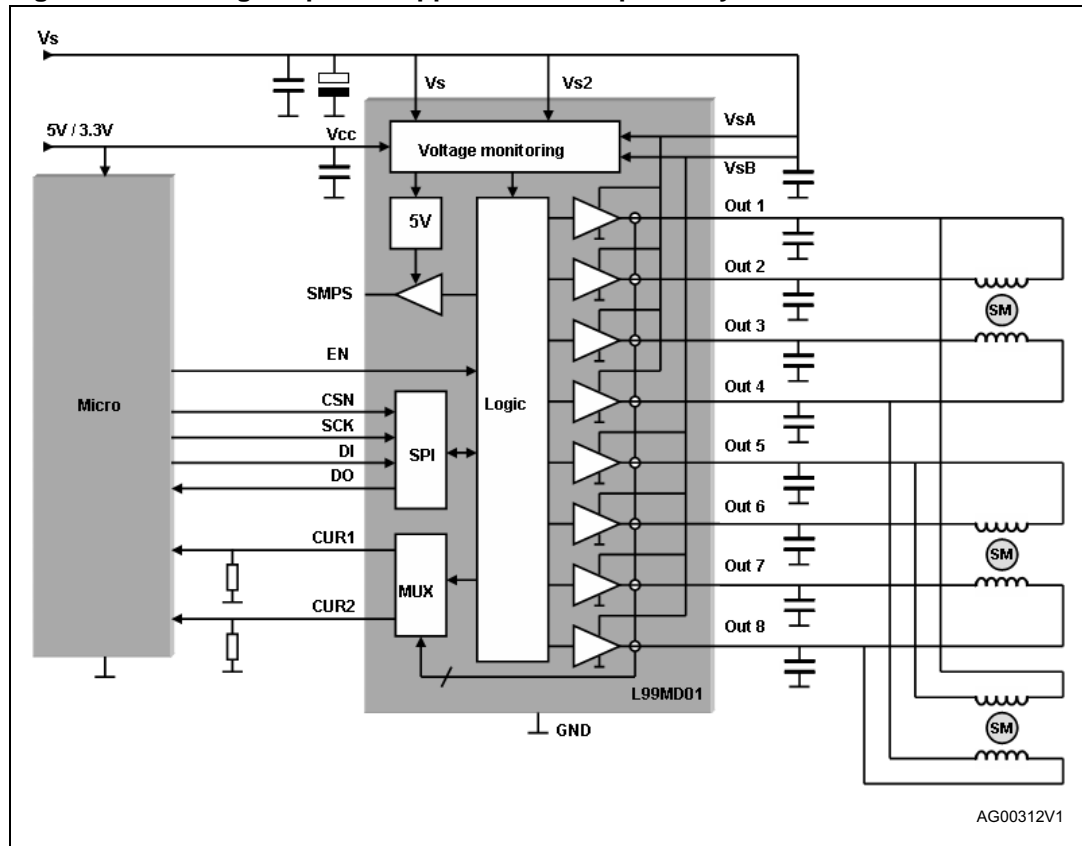 Vs
Vs
Vs2
5V / 3.3V
Vcc
Voltage monitoring
VsA
VsB
5V
Out 1
Out 2
SMPS
SM
Out 3
EN
Micro
CSN
Logic
Out 4
SCK
DI
SPI
Out 5
DO
Out 6
CUR1
SM
MUX
Out 7
CUR2
Out 8
L99MD01
SM
GND
AG00312V1